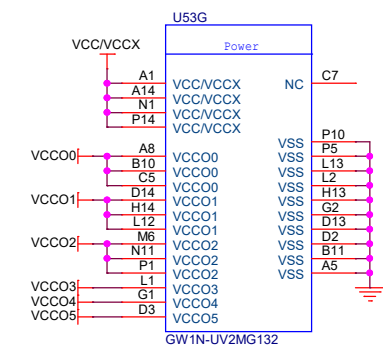 U53G
Power
VCC/VCCX
A1 VCC/VCCX NC C7
A14 VCC/VCCX
N1 VCC/VCCX
P14 VCC/VCCX
VSS P10
VCCO0 A8 VCCO0 VSS P5
B10 VCCO0 VSS L13
C5 VCCO0 VSS L2
VCCO1 D14 VCCO1 VSS H13
H14 VCCO1 VSS G2
L12 VCCO1 VSS D13
VCCO2 M6 VCCO2 VSS D2
N11 VCCO2 VSS B11
P1 VCCO2 VSS A5
VCCO3 L1 VCCO3
VCCO4 G1 VCCO4
VCCO5 D3 VCCO5
GW1N-UV2MG132